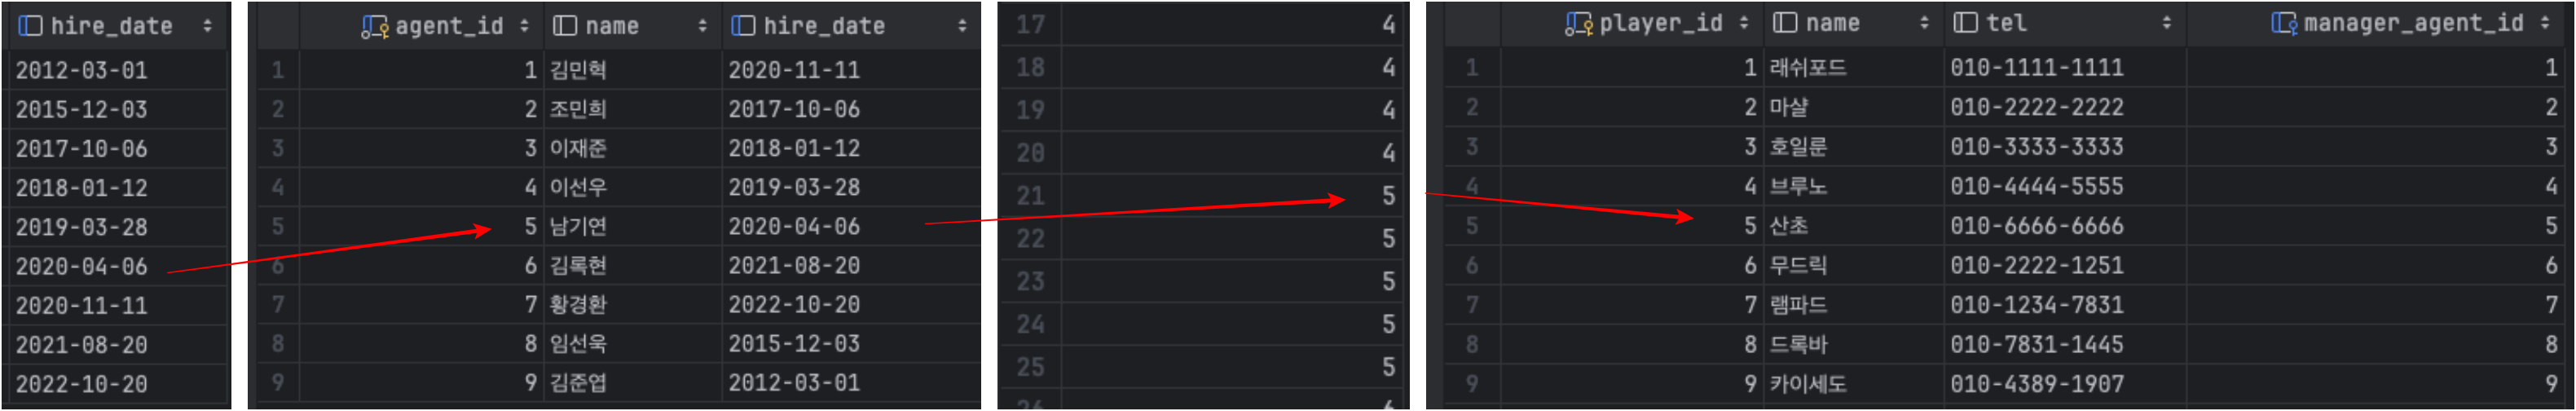 hire_date
2012-03-01
2015-12-03
2017-10-06
2018-01-12
2019-03-28
2020-04-06
2020-11-11
2021-08-20
2022-10-20
agent_id name hire_date
1 1 김민혁 2020-11-11
2 2 조민희 2017-10-06
3 3 이재준 2018-01-12
4 4 이선우 2019-03-28
5 5 남기연 2020-04-06
6 6 김록현 2021-08-20
7 7 황경환 2022-10-20
8 8 임선욱 2015-12-03
9 9 김준엽 2012-03-01
17 4
18 4
19 4
20 4
21 5
22 5
23 5
24 5
25 5
player_id name tel manager_agent_id
1 1 래쉬포드 010-1111-1111 1
2 2 마샬 010-2222-2222 2
3 3 호일룬 010-3333-3333 3
4 4 브루노 010-4444-5555 4
5 5 산초 010-6666-6666 5
6 6 무드릭 010-2222-1251 6
7 7 램파드 010-1234-7831 7
8 8 드록바 010-7831-1445 8
9 9 카이세도 010-4389-1907 9